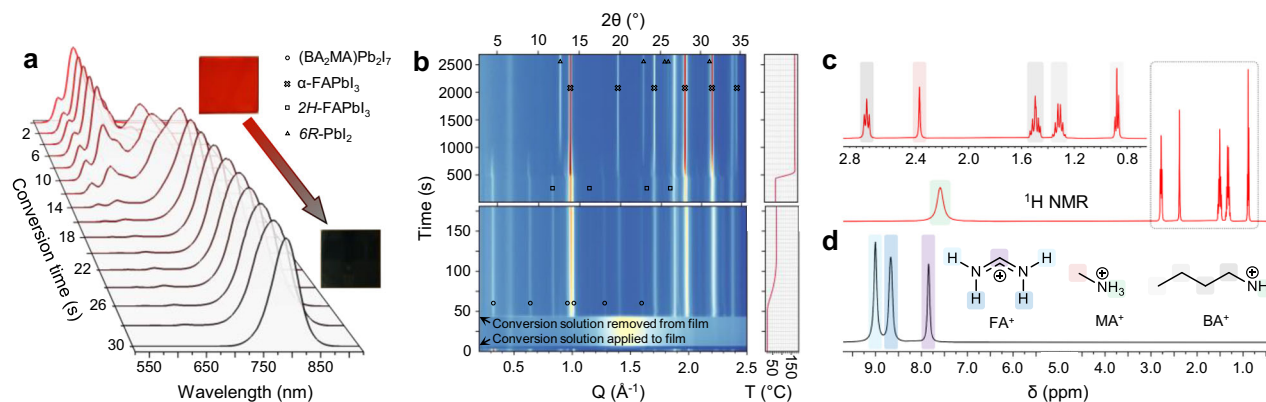 a
(BA₂MA)Pb₂I₇
α-FAPbI₃
2H-FAPbI₃
6R-PbI₂
2
6
10
14
18
22
26
30
Conversion time (s)
550 650 750 850
Wavelength (nm)
b
2θ (°)
5 10 15 20 25 30 35
2500
2000
1500
1000
500
150
100
50
0
Time (s)
Conversion solution removed from film
Conversion solution applied to film
0.5 1.0 1.5 2.0 2.5
Q (Å⁻¹)
50 150
T (°C)
c
2.8 2.4 2.0 1.6 1.2 0.8
¹H NMR
d
H H
N N
H H
FA⁺
NH₃
MA⁺
NH
BA⁺
9.0 8.0 7.0 6.0 5.0 4.0 3.0 2.0 1.0
δ (ppm)